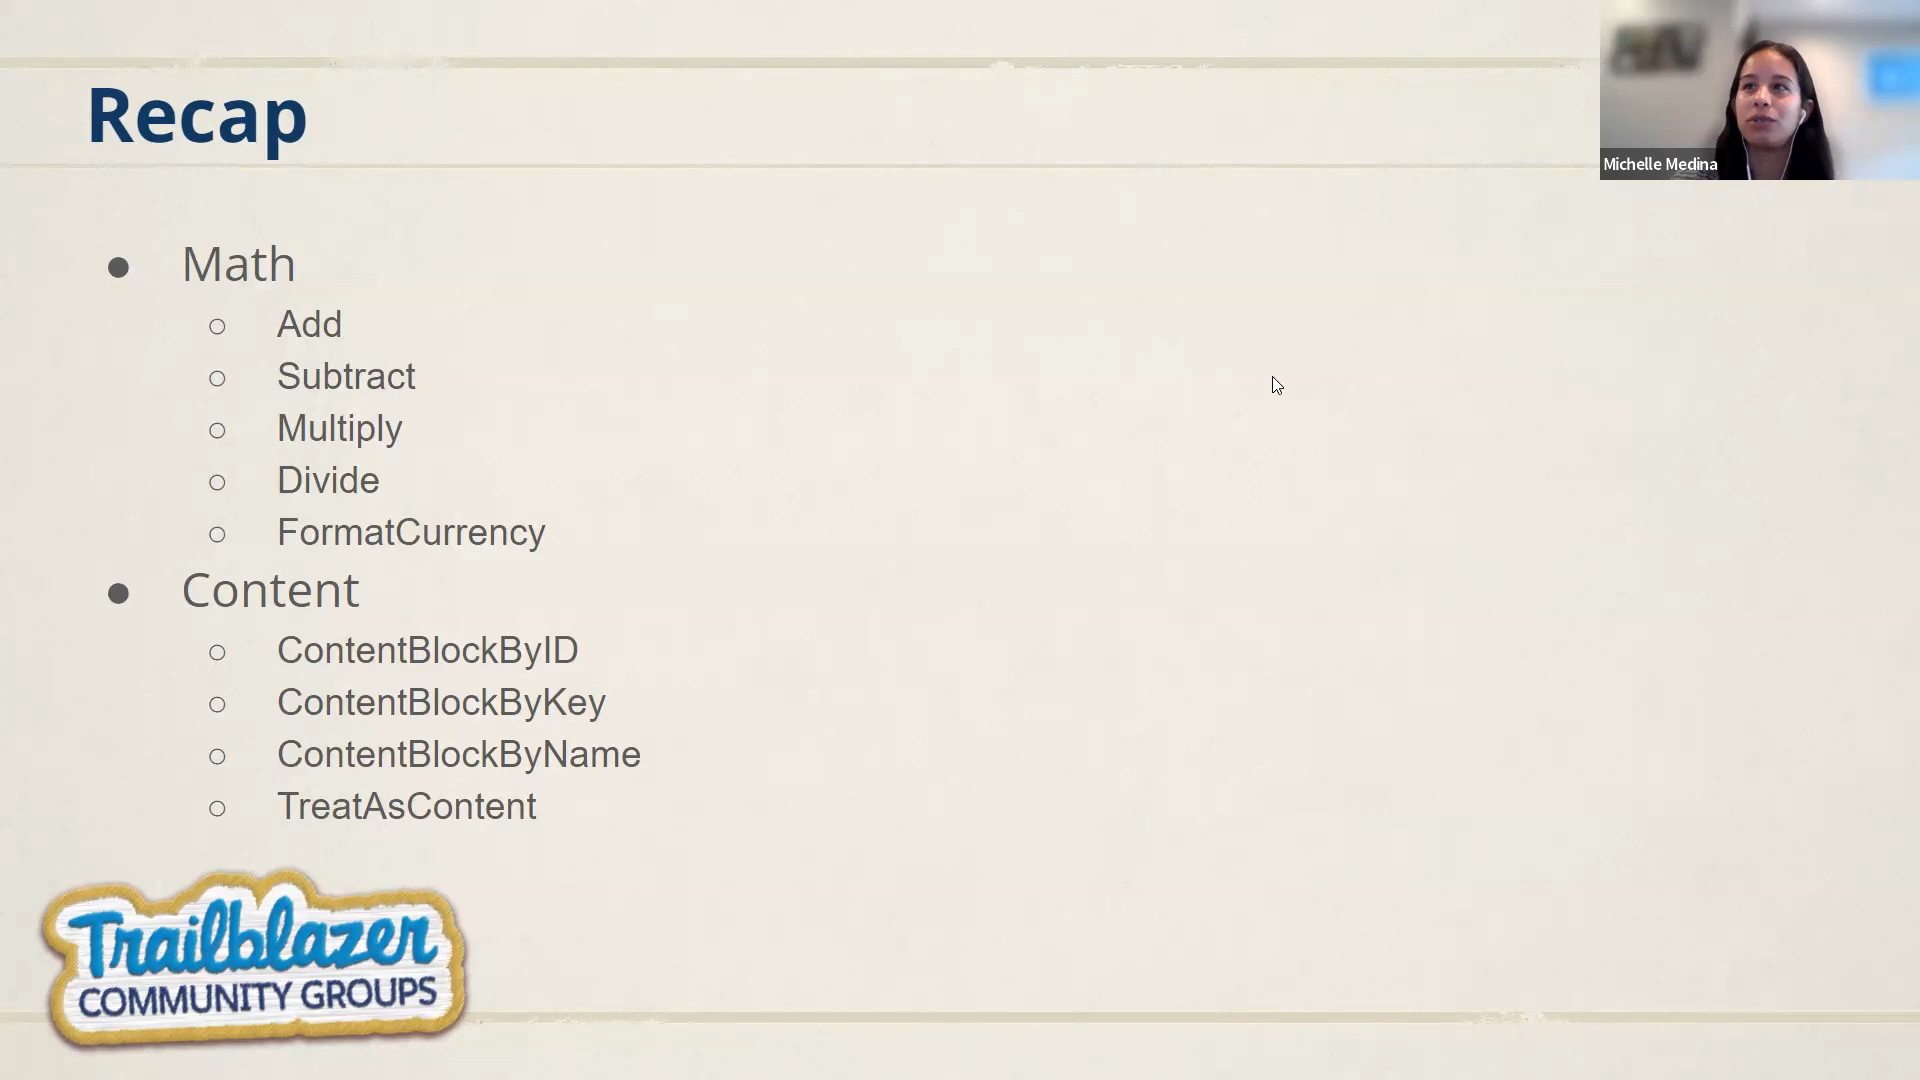 Recap
Michelle Medina
● Math
○ Add
○ Subtract
○ Multiply
○ Divide
○ FormatCurrency
● Content
○ ContentBlockByID
○ ContentBlockByKey
○ ContentBlockByName
○ TreatAsContent
Trailblazer
COMMUNITY GROUPS